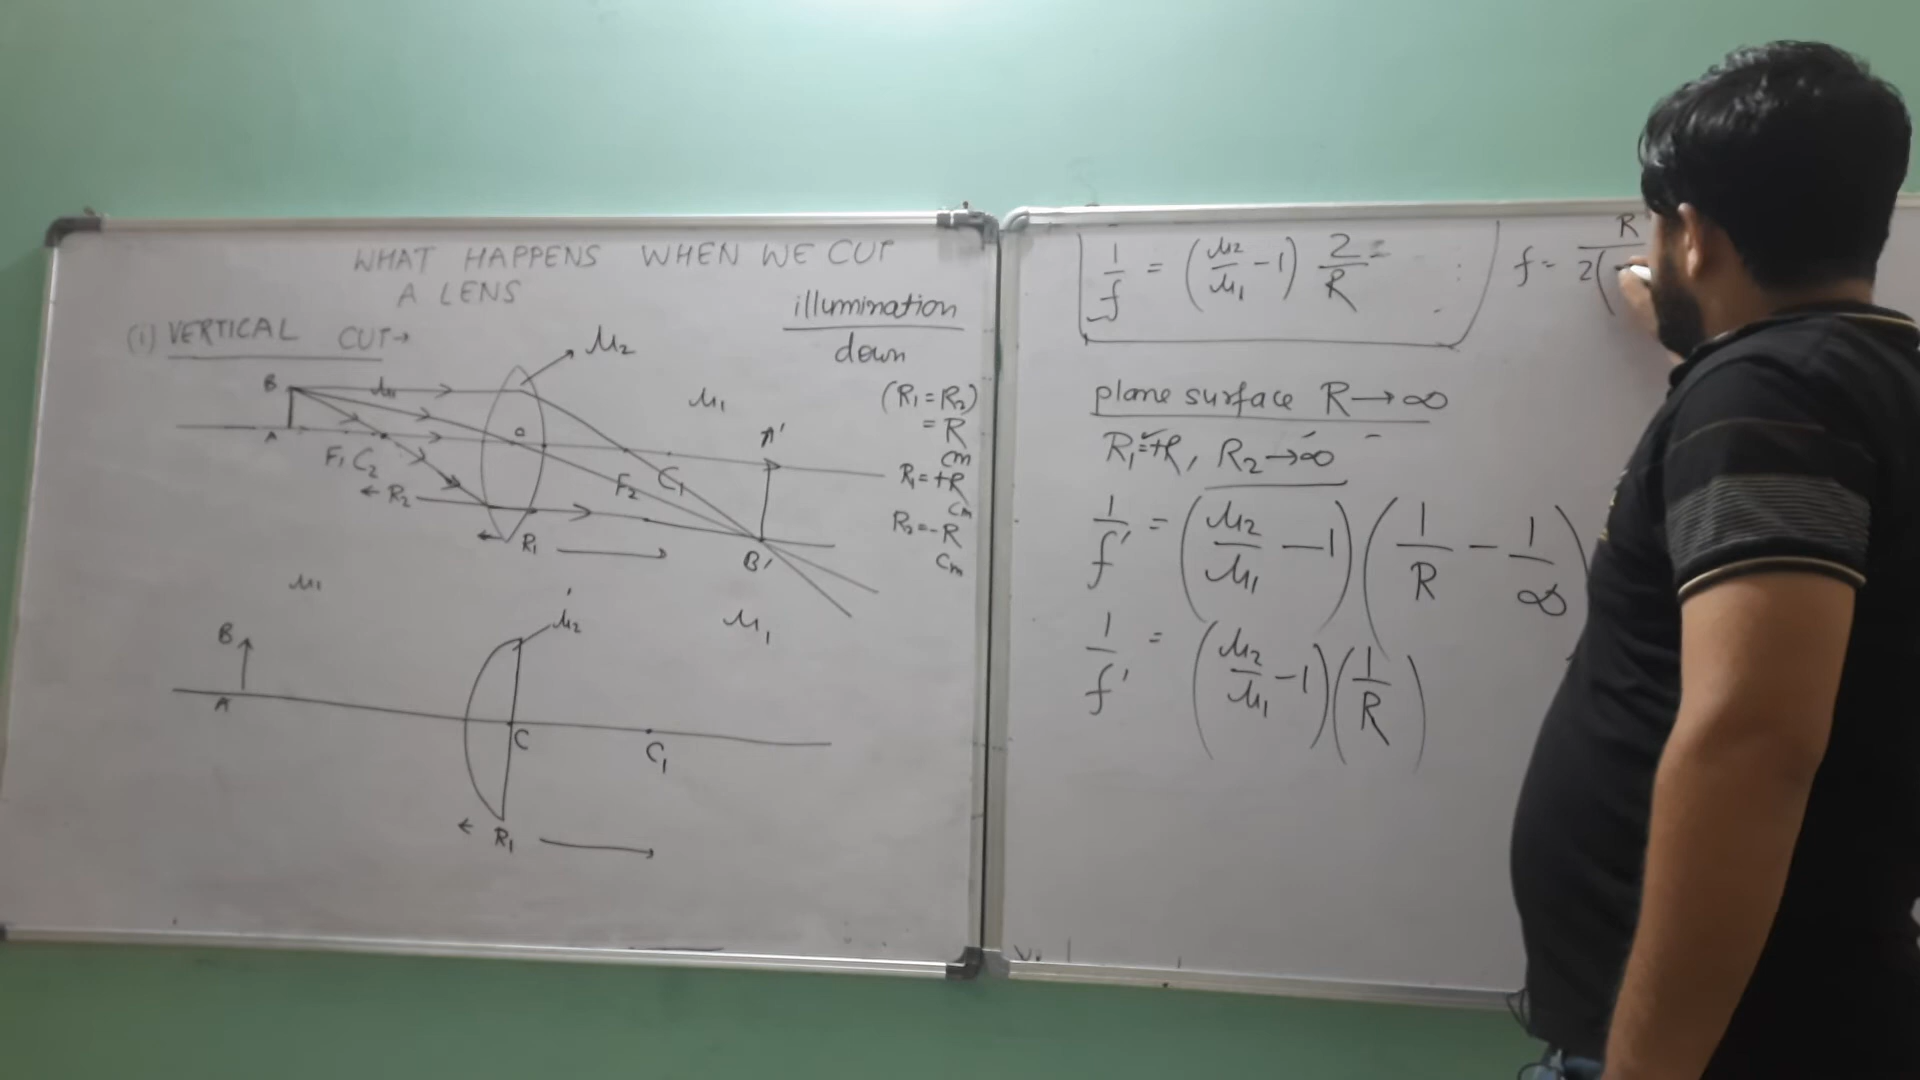 WHAT HAPPENS WHEN WE CUT
A LENS
(i) VERTICAL CUT→
illumination
down
μ2
B
μ1
μ1
(R1 = R2)
= R
cm
A
o
A'
F1 C2
F2
C1
R1 = +R
cm
← R2
R2 = -R
cm
← R1 →
B'
μ1
μ2
μ1
B
A
C
C1
← R1 →
1/f = (μ2/μ1 - 1) 2/R =
f = R/2(
plane surface R→∞
R1 = +R, R2→∞
1/f' = (μ2/μ1 - 1)(1/R - 1/∞
1/f' = (μ2/μ1 - 1)(1/R)